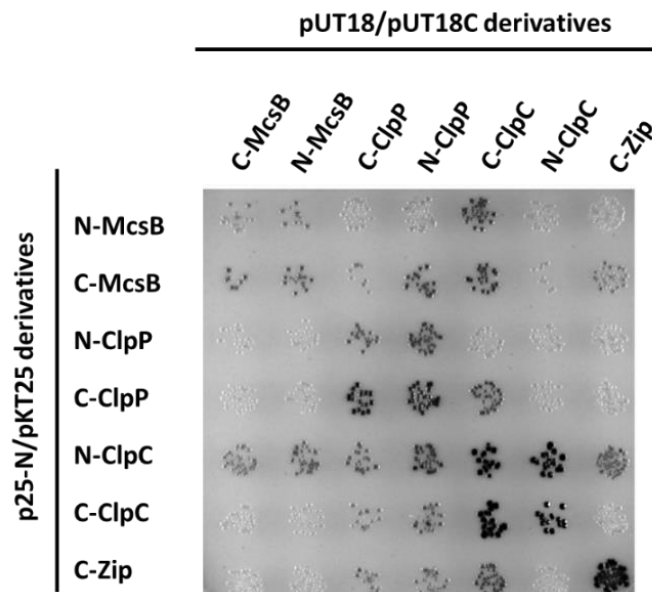 pUT18/pUT18C derivatives
C-McsB
N-McsB
C-ClpP
N-ClpP
C-ClpC
N-ClpC
C-Zip
p25-N/pKT25 derivatives
N-McsB
C-McsB
N-ClpP
C-ClpP
N-ClpC
C-ClpC
C-Zip